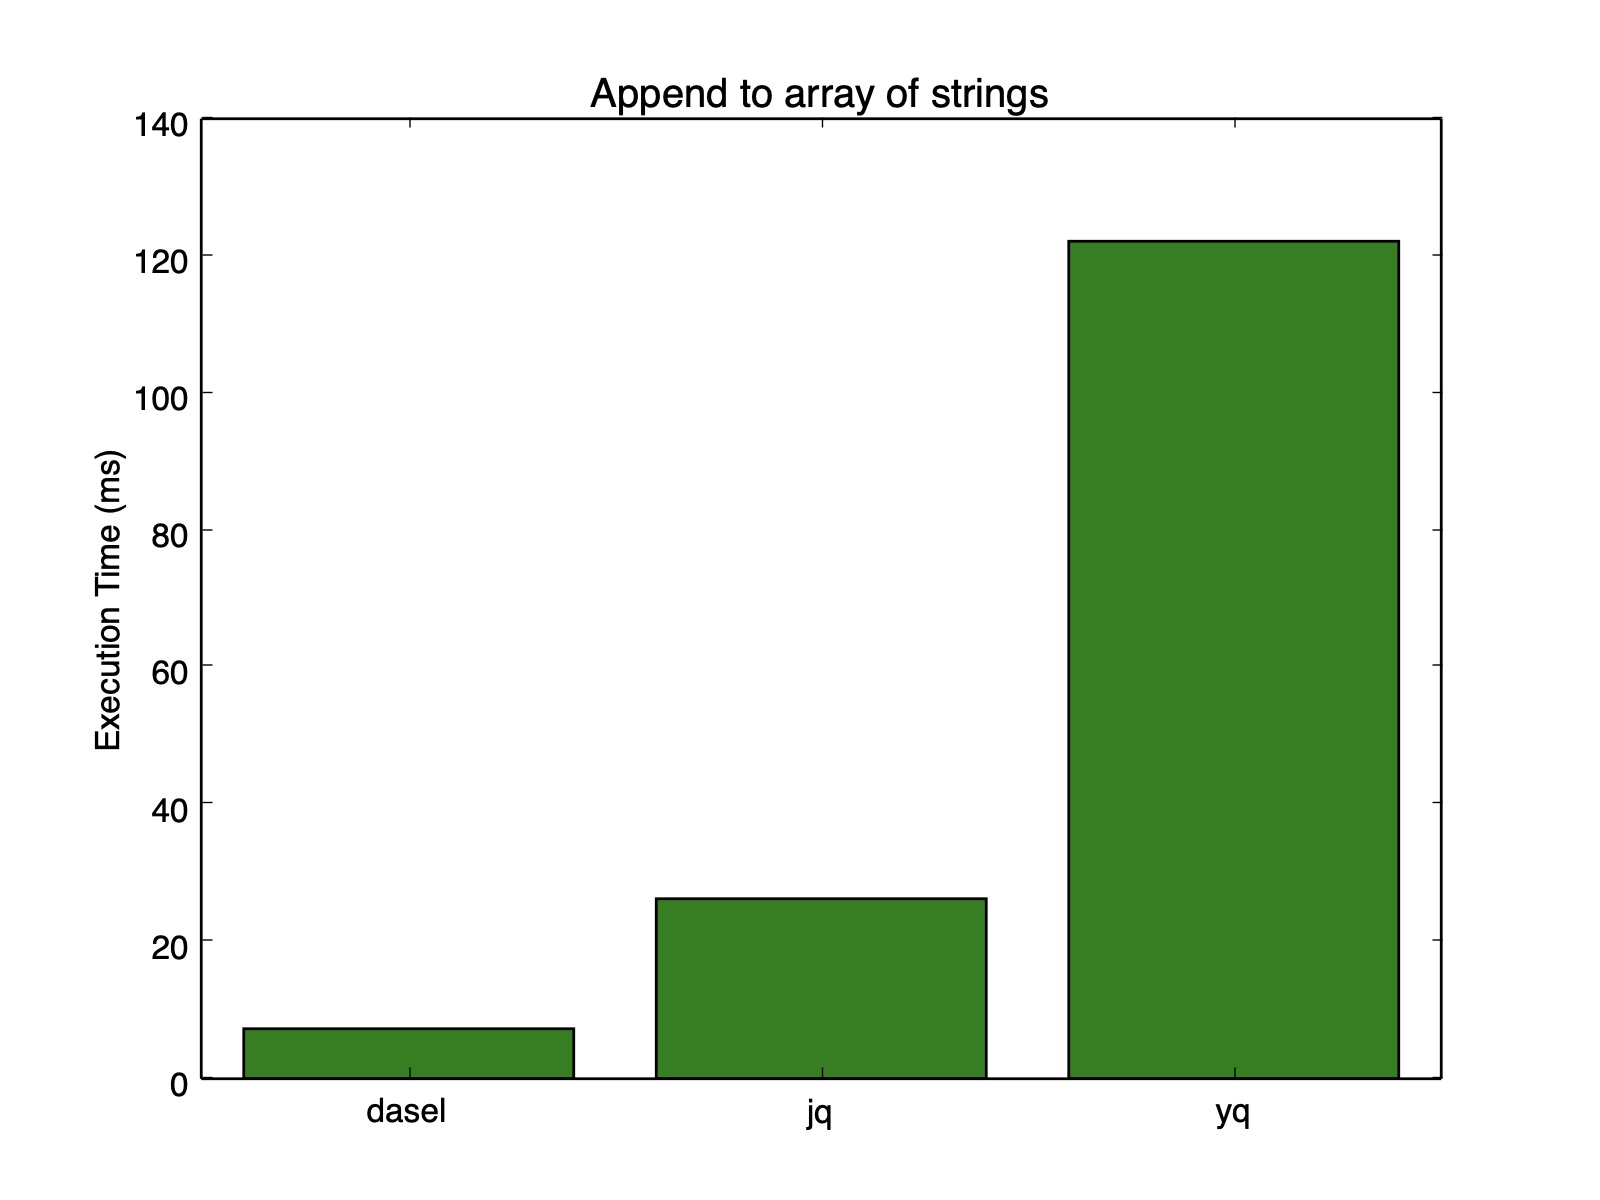 Append to array of strings
140
120
100
80
60
40
20
0
Execution Time (ms)
dasel
jq
yq